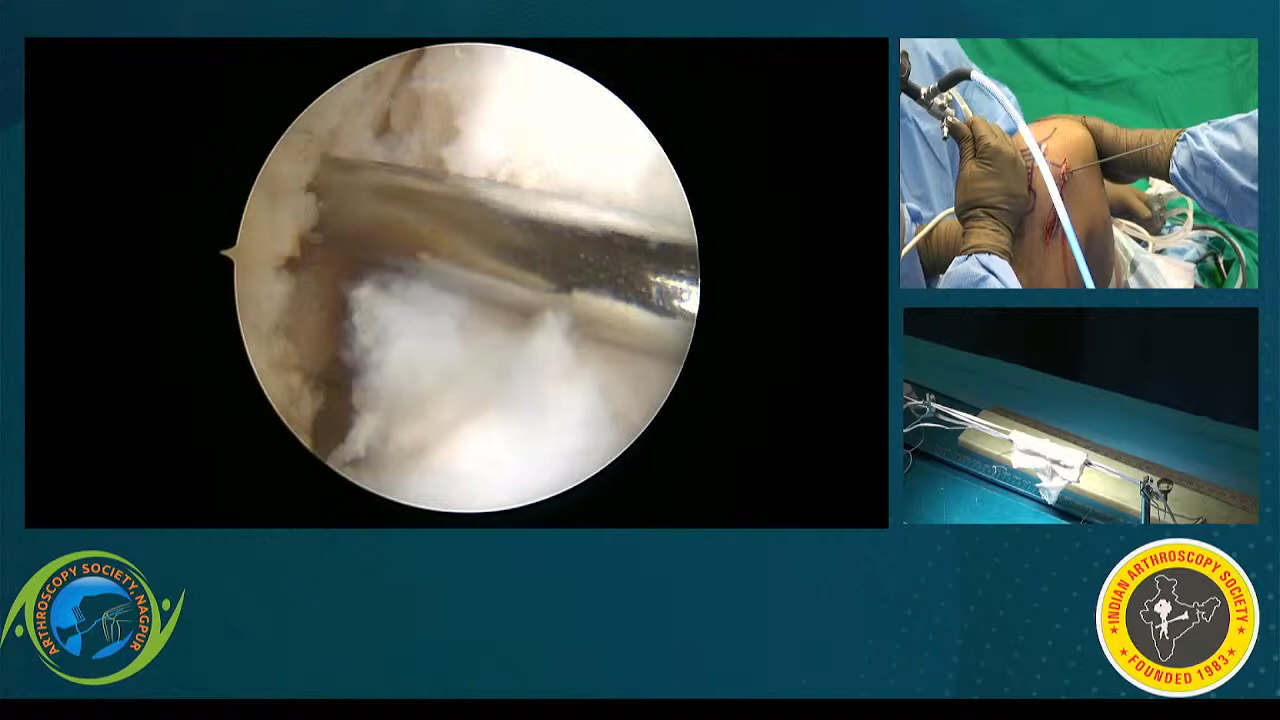 ARTHROSCOPY SOCIETY, NAGPUR
INDIAN ARTHROSCOPY SOCIETY
★ FOUNDED 1983 ★